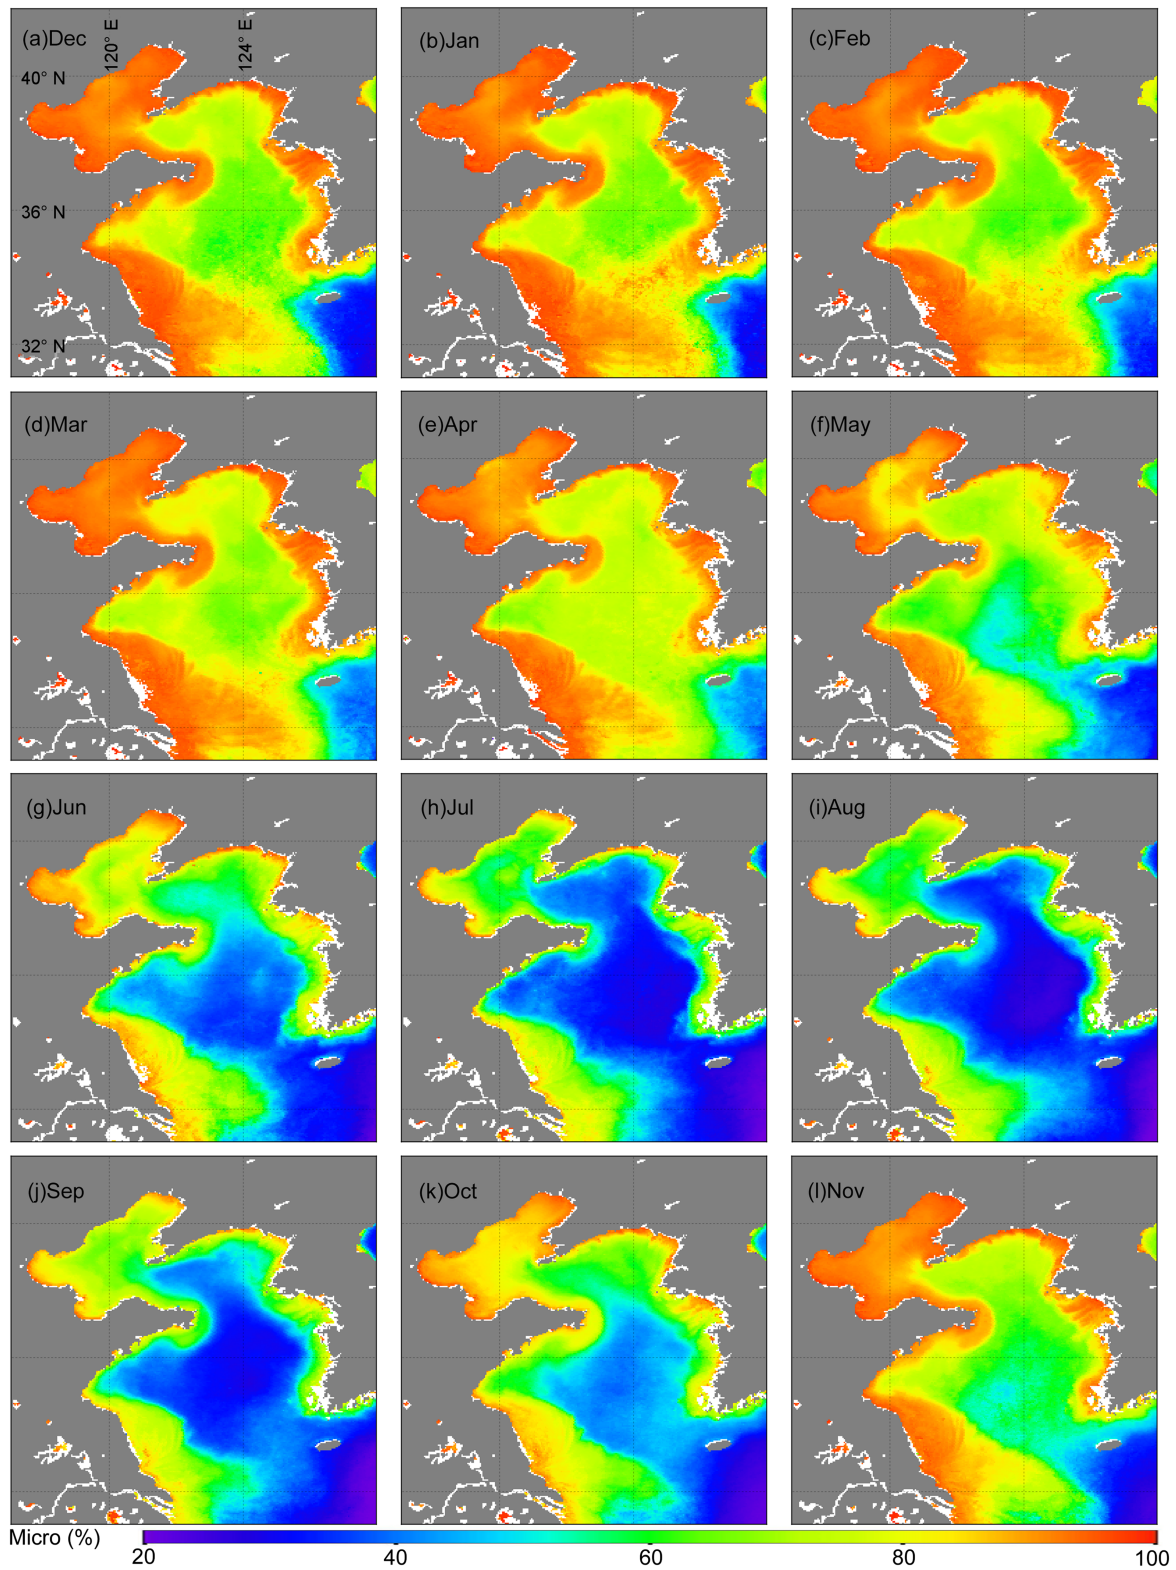 (a)Dec
120° E
124° E
(b)Jan
(c)Feb
40° N
36° N
32° N
(d)Mar
(e)Apr
(f)May
(g)Jun
(h)Jul
(i)Aug
(j)Sep
(k)Oct
(l)Nov
Micro (%)
20
40
60
80
100